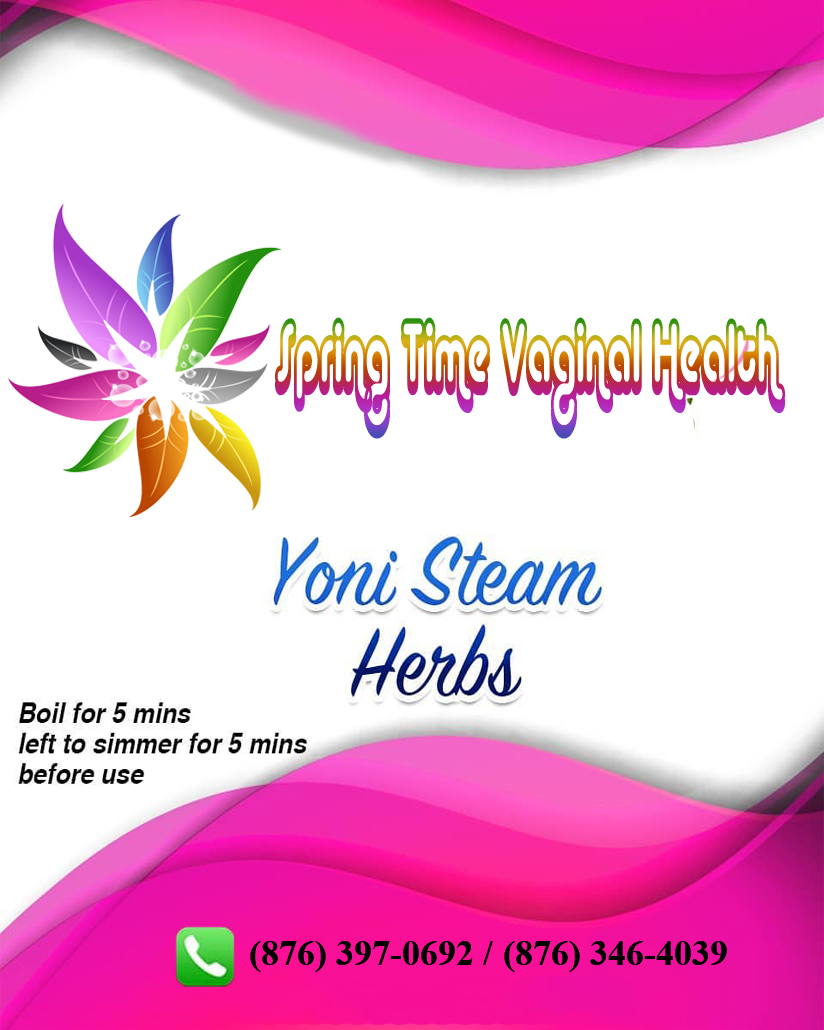 Spring Time Vaginal Health
Yoni Steam
Herbs
Boil for 5 mins
left to simmer for 5 mins
before use
(876) 397-0692 / (876) 346-4039